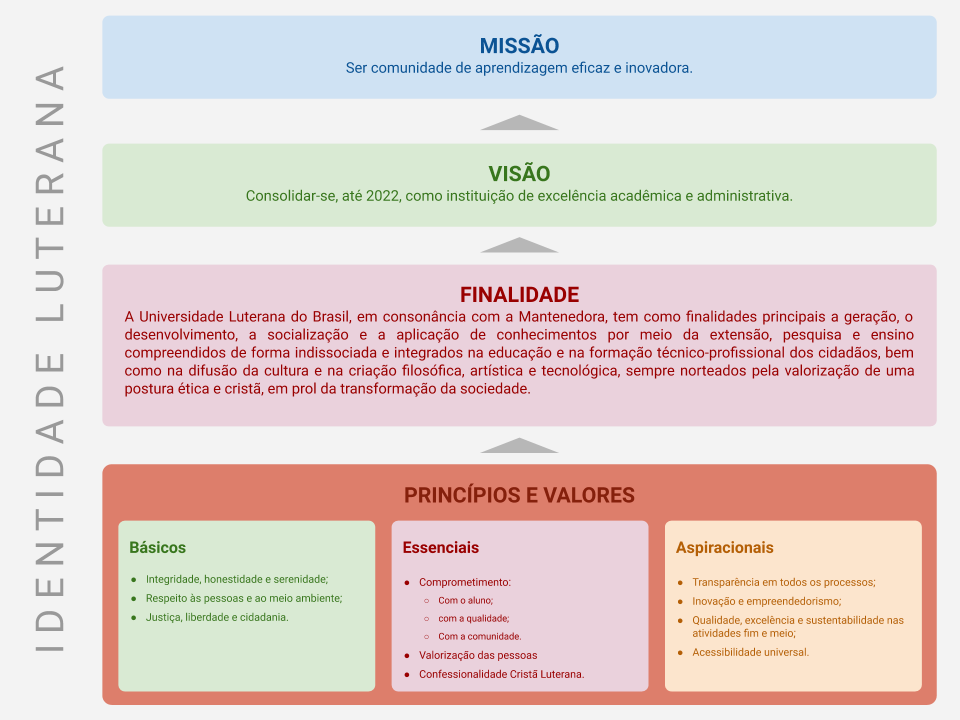 IDENTIDADE LUTERANA
MISSÃO
Ser comunidade de aprendizagem eficaz e inovadora.
VISÃO
Consolidar-se, até 2022, como instituição de excelência acadêmica e administrativa.
FINALIDADE
A Universidade Luterana do Brasil, em consonância com a Mantenedora, tem como finalidades principais a geração, o
desenvolvimento, a socialização e a aplicação de conhecimentos por meio da extensão, pesquisa e ensino
compreendidos de forma indissociada e integrados na educação e na formação técnico-profissional dos cidadãos, bem
como na difusão da cultura e na criação filosófica, artística e tecnológica, sempre norteados pela valorização de uma
postura ética e cristã, em prol da transformação da sociedade.
PRINCÍPIOS E VALORES
Básicos
● Integridade, honestidade e serenidade;
● Respeito às pessoas e ao meio ambiente;
● Justiça, liberdade e cidadania.
Essenciais
● Comprometimento:
○ Com o aluno;
○ com a qualidade;
○ Com a comunidade.
● Valorização das pessoas
● Confessionalidade Cristã Luterana.
Aspiracionais
● Transparência em todos os processos;
● Inovação e empreendedorismo;
● Qualidade, excelência e sustentabilidade nas
atividades fim e meio;
● Acessibilidade universal.